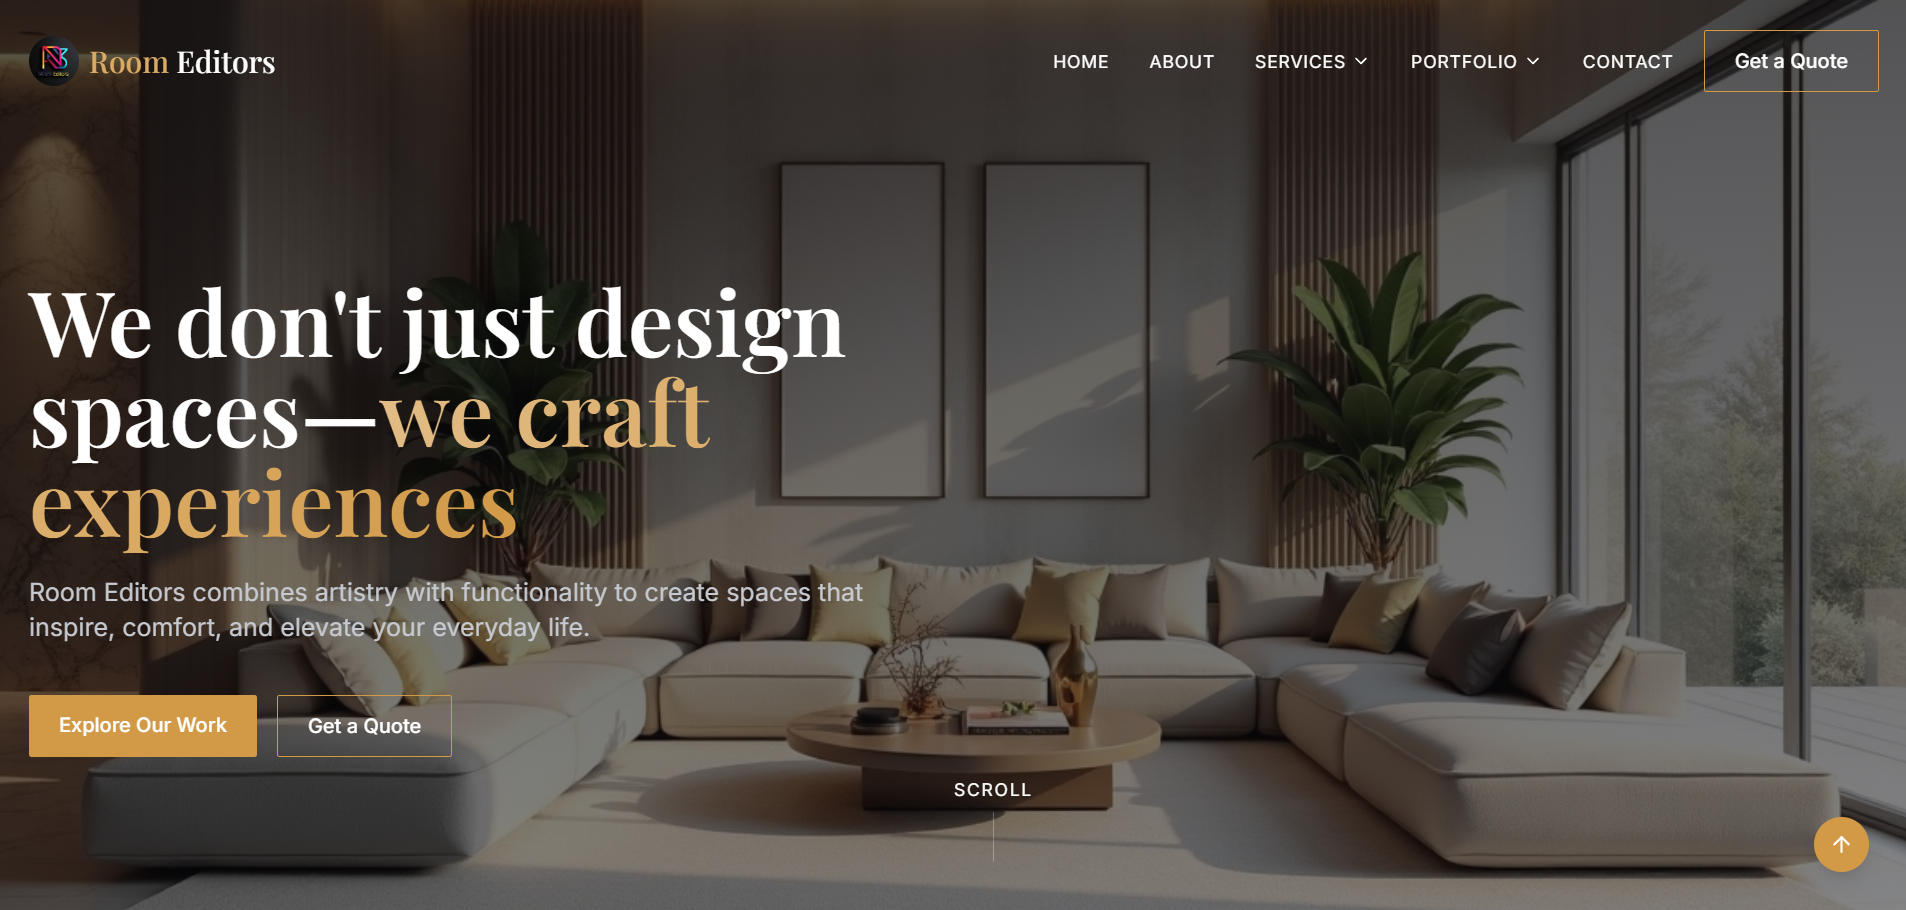 Room Editors
HOME
ABOUT
SERVICES
PORTFOLIO
CONTACT
Get a Quote
We don't just design
spaces—we craft
experiences
Room Editors combines artistry with functionality to create spaces that
inspire, comfort, and elevate your everyday life.
Explore Our Work
Get a Quote
SCROLL